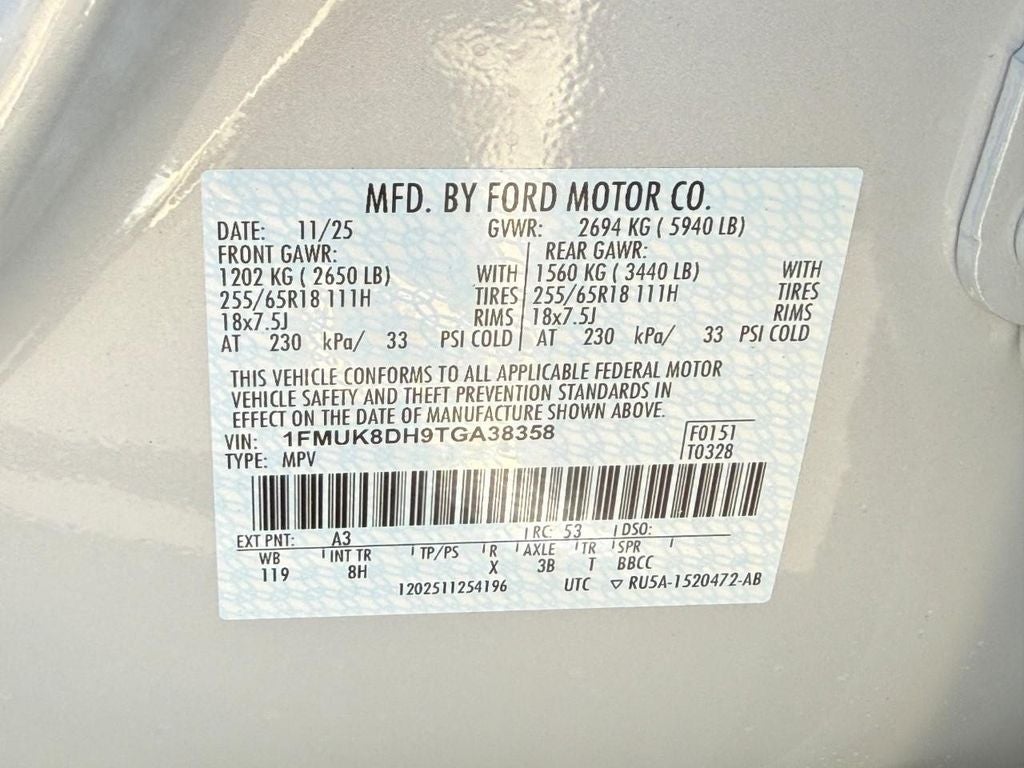 MFD. BY FORD MOTOR CO.
DATE: 11/25 GVWR: 2694 KG ( 5940 LB)
FRONT GAWR: REAR GAWR:
1202 KG ( 2650 LB) WITH 1560 KG ( 3440 LB) WITH
255/65R18 111H TIRES 255/65R18 111H TIRES
18x7.5J RIMS 18x7.5J RIMS
AT 230 kPa/ 33 PSI COLD AT 230 kPa/ 33 PSI COLD
THIS VEHICLE CONFORMS TO ALL APPLICABLE FEDERAL MOTOR
VEHICLE SAFETY AND THEFT PREVENTION STANDARDS IN
EFFECT ON THE DATE OF MANUFACTURE SHOWN ABOVE.
VIN: 1FMUK8DH9TGA38358 F0151
TYPE: MPV T0328
EXT PNT: A3 RC: 53 DSO:
WB INT TR TP/PS R AXLE TR SPR
119 8H X 3B T BBCC
1202511254196 UTC ▽ RU5A-1520472-AB